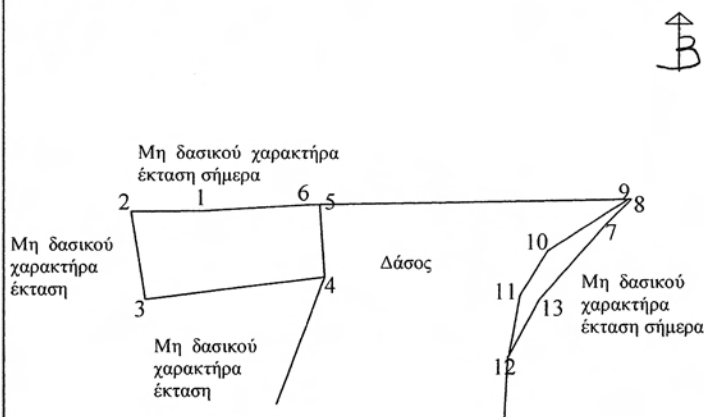 Β
Μη δασικού χαρακτήρα
έκταση σήμερα
2 1 6 5 9
8
7
Μη δασικού
χαρακτήρα
έκταση
10
Δάσος
4
3
11
13
Μη δασικού
χαρακτήρα
έκταση σήμερα
Μη δασικού
χαρακτήρα
έκταση
12